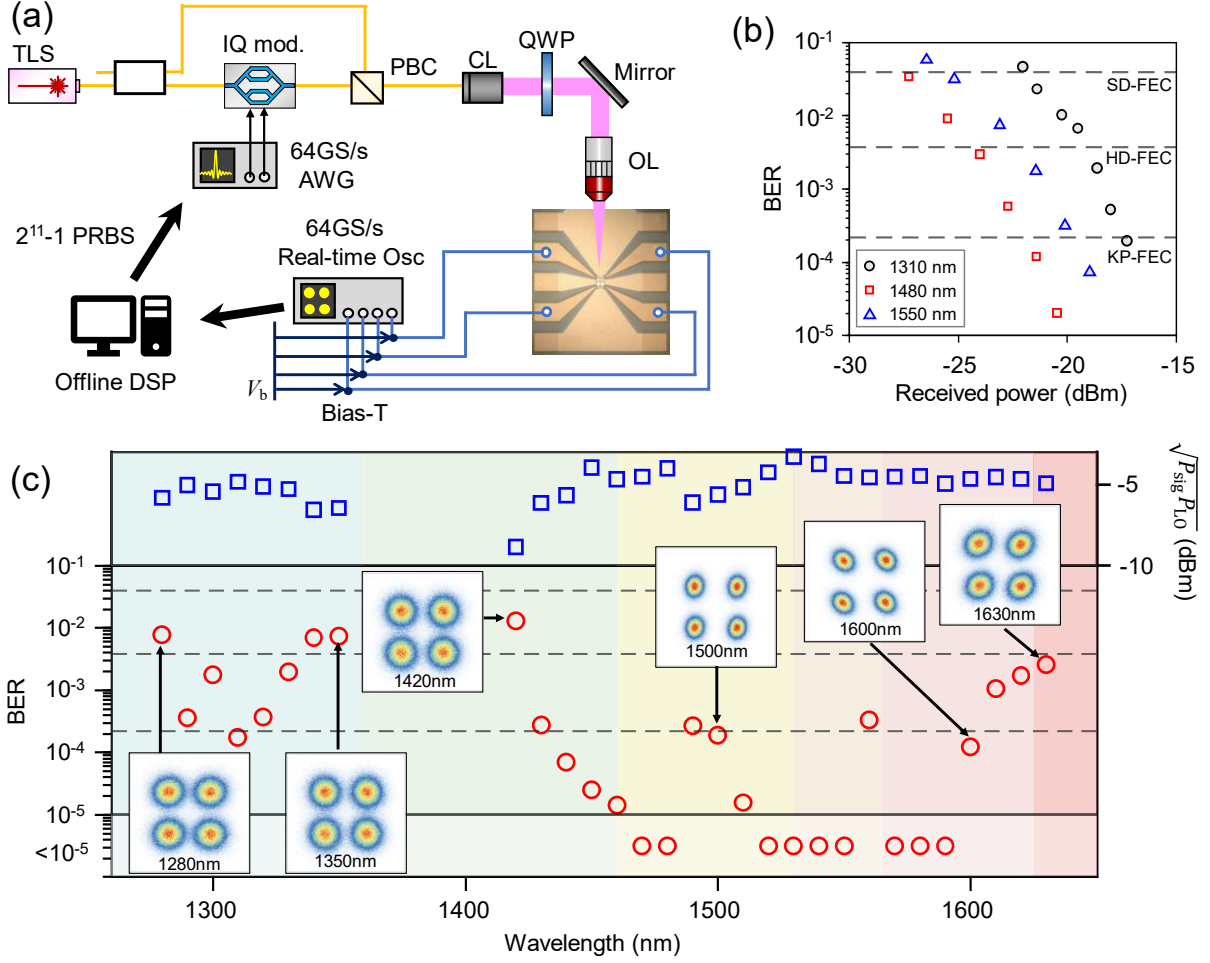 (a)
TLS
IQ mod.
PBC
CL
QWP
Mirror
OL
64GS/s
AWG
2¹¹-1 PRBS
64GS/s
Real-time Osc
Offline DSP
V_b
Bias-T
(b)
BER
10⁻¹
10⁻²
10⁻³
10⁻⁴
10⁻⁵
SD-FEC
HD-FEC
KP-FEC
1310 nm
1480 nm
1550 nm
-30 -25 -20 -15
Received power (dBm)
(c)
BER
10⁻¹
10⁻²
10⁻³
10⁻⁴
10⁻⁵
<10⁻⁵
-5
-10
√P_sig P_LO (dBm)
1280nm
1350nm
1420nm
1500nm
1600nm
1630nm
1300 1400 1500 1600
Wavelength (nm)